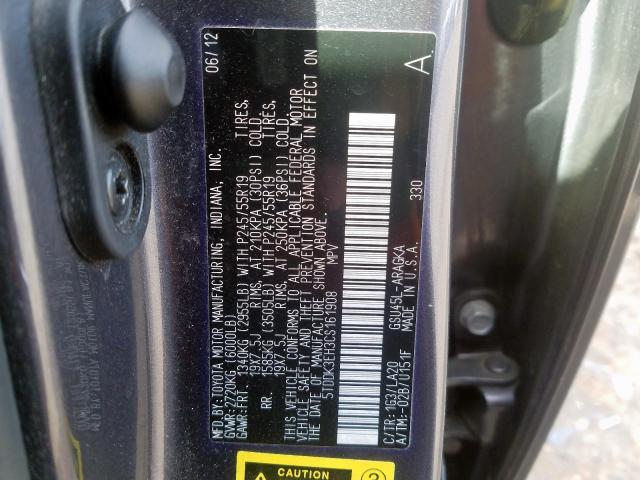 MFD. BY: TOYOTA MOTOR MANUFACTURING, INDIANA, INC. 06/12
GVWR: 2720KG (6000LB)
GAWR: FRT. 1340KG (2955LB) WITH P245/55R19 TIRES,
19X7.5J RIMS, AT 210KPA (30PSI) COLD.
RR. 1585KG (3505LB) WITH P245/55R19 TIRES,
19X7.5J RIMS, AT 250KPA (36PSI) COLD.
THIS VEHICLE CONFORMS TO ALL APPLICABLE FEDERAL MOTOR
VEHICLE SAFETY AND THEFT PREVENTION STANDARDS IN EFFECT ON
THE DATE OF MANUFACTURE SHOWN ABOVE.
5TDDK3EH3CS161908 MPV
330
C/TR: 1G3/LA20 GSU45L-ARAGKA
A/TM: -02B/U151F MADE IN U.S.A. A.
CAUTION